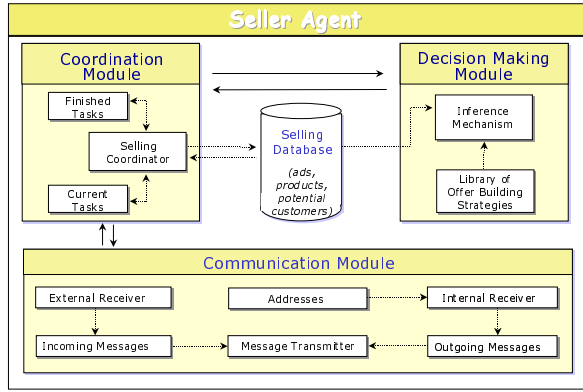 Seller Agent
Coordination
Module
Finished
Tasks
Selling
Coordinator
Current
Tasks
Selling
Database
(ads,
products,
potential
customers)
Decision Making
Module
Inference
Mechanism
Library of
Offer Building
Strategies
Communication Module
External Receiver
Addresses
Internal Receiver
Incoming Messages
Message Transmitter
Outgoing Messages